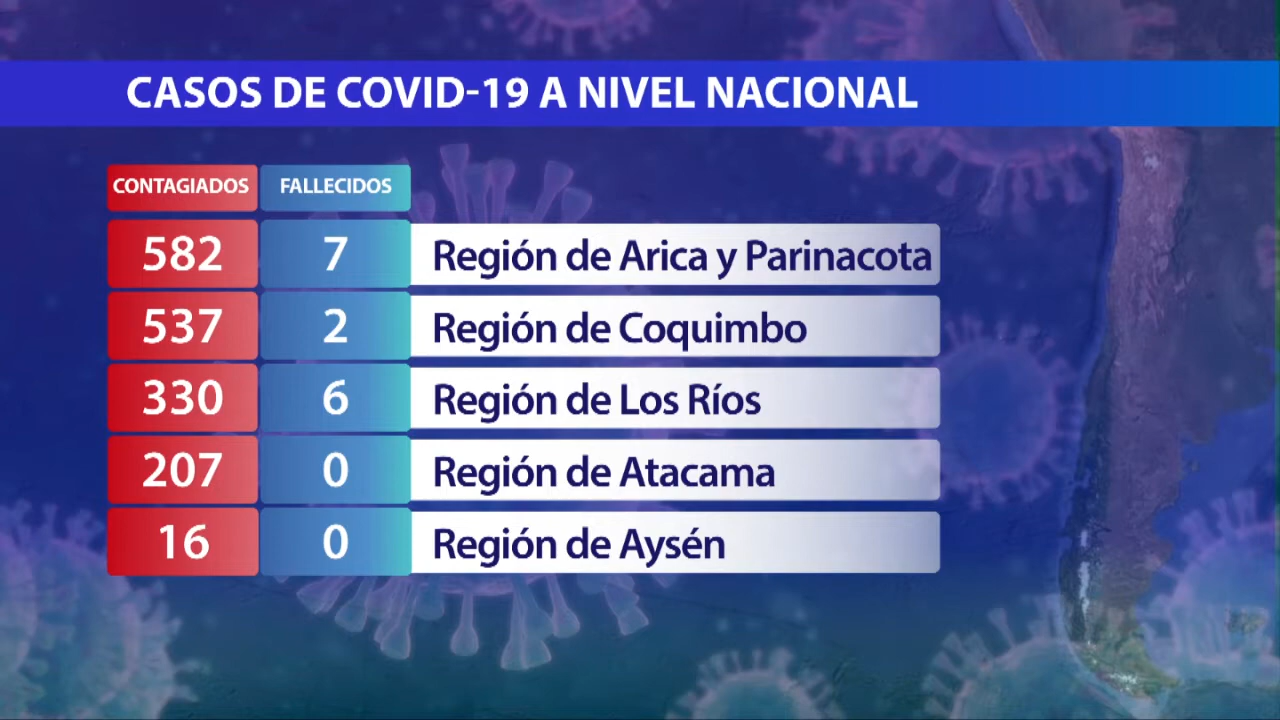 CASOS DE COVID-19 A NIVEL NACIONAL
CONTAGIADOS FALLECIDOS
582 7 Región de Arica y Parinacota
537 2 Región de Coquimbo
330 6 Región de Los Ríos
207 0 Región de Atacama
16 0 Región de Aysén